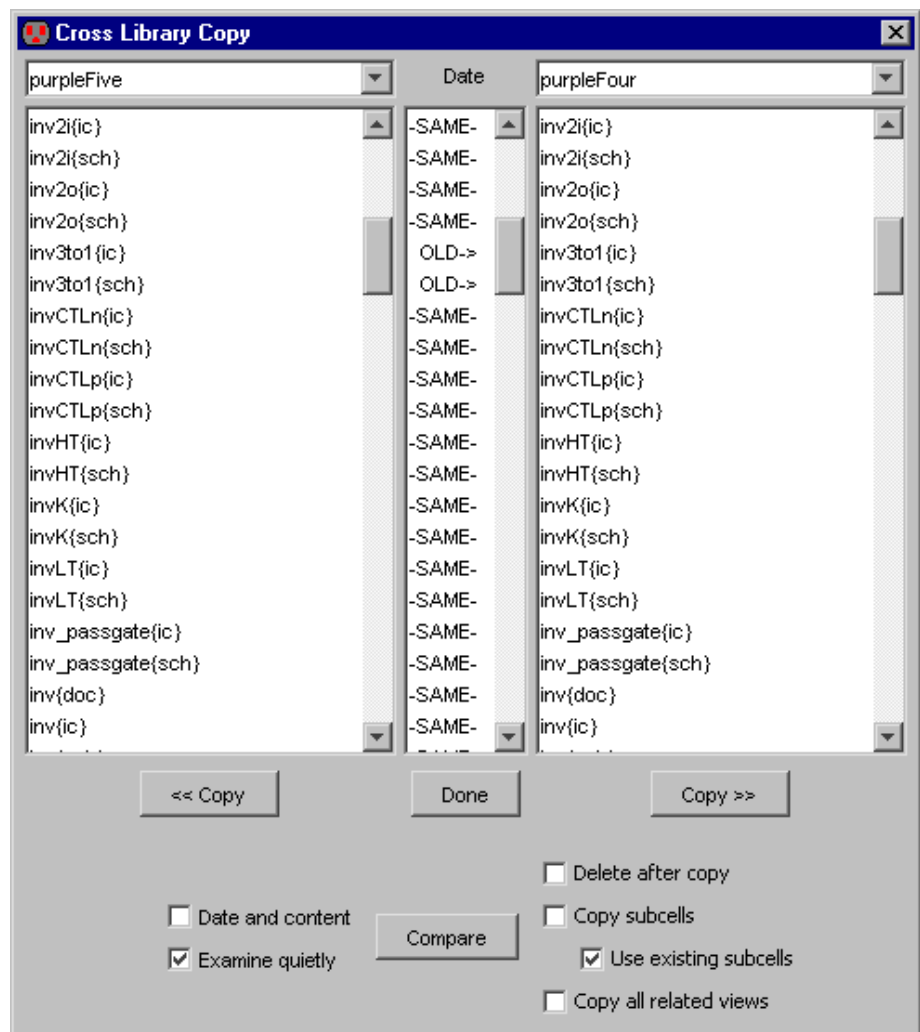 Cross Library Copy
purpleFive Date purpleFour
inv2i{ic} -SAME- inv2i{ic}
inv2i{sch} -SAME- inv2i{sch}
inv2o{ic} -SAME- inv2o{ic}
inv2o{sch} -SAME- inv2o{sch}
inv3to1{ic} OLD-> inv3to1{ic}
inv3to1{sch} OLD-> inv3to1{sch}
invCTLn{ic} -SAME- invCTLn{ic}
invCTLn{sch} -SAME- invCTLn{sch}
invCTLp{ic} -SAME- invCTLp{ic}
invCTLp{sch} -SAME- invCTLp{sch}
invHT{ic} -SAME- invHT{ic}
invHT{sch} -SAME- invHT{sch}
invK{ic} -SAME- invK{ic}
invK{sch} -SAME- invK{sch}
invLT{ic} -SAME- invLT{ic}
invLT{sch} -SAME- invLT{sch}
inv_passgate{ic} -SAME- inv_passgate{ic}
inv_passgate{sch} -SAME- inv_passgate{sch}
inv{doc} -SAME- inv{doc}
inv{ic} -SAME- inv{ic}
<< Copy Done Copy >>
Delete after copy
Date and content Compare Copy subcells
Examine quietly Use existing subcells
Copy all related views